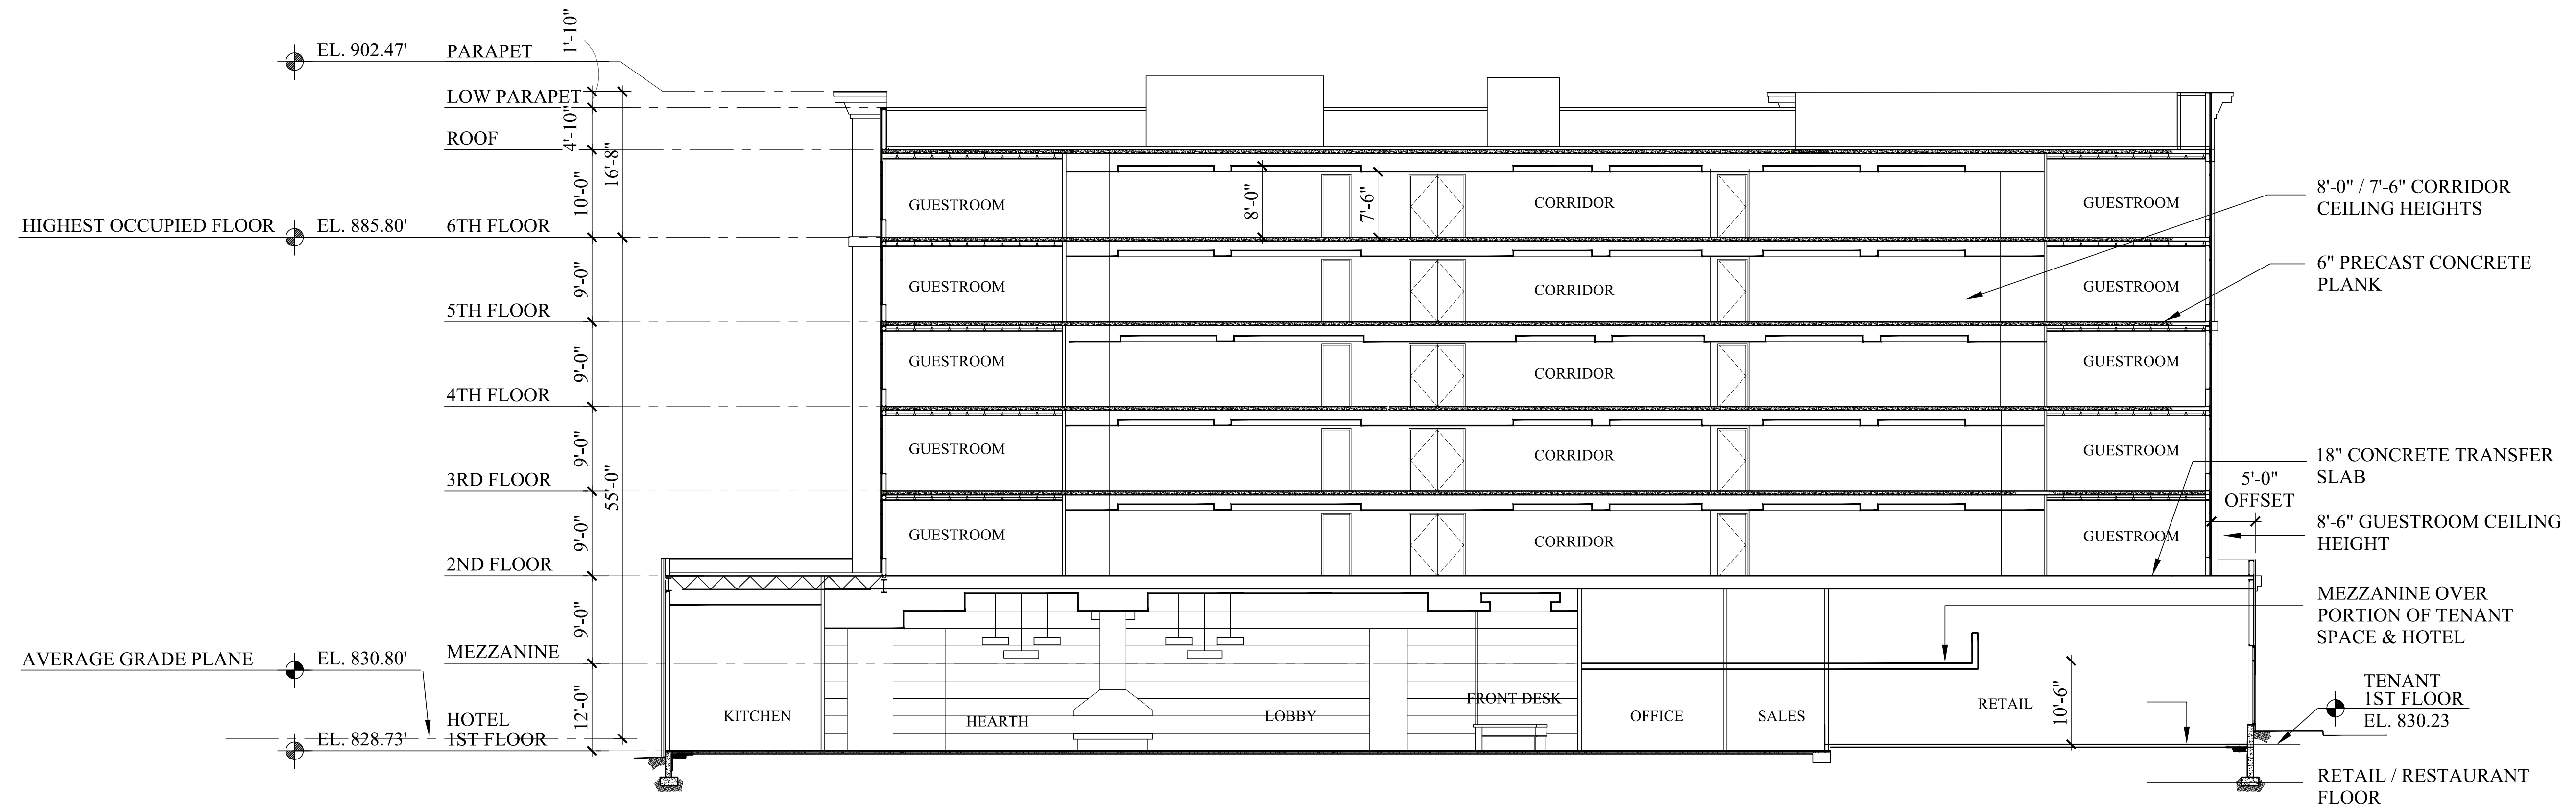 1'-10"
EL. 902.47' PARAPET
LOW PARAPET
4'-10"
ROOF
16'-8"
10'-0"
HIGHEST OCCUPIED FLOOR EL. 885.80' 6TH FLOOR
9'-0"
5TH FLOOR
9'-0"
4TH FLOOR
9'-0"
3RD FLOOR
55'-0"
9'-0"
2ND FLOOR
9'-0"
MEZZANINE
AVERAGE GRADE PLANE EL. 830.80'
12'-0"
HOTEL
EL. 828.73' 1ST FLOOR
GUESTROOM 8'-0" 7'-6" CORRIDOR GUESTROOM
GUESTROOM CORRIDOR GUESTROOM
GUESTROOM CORRIDOR GUESTROOM
GUESTROOM CORRIDOR GUESTROOM
GUESTROOM CORRIDOR GUESTROOM
KITCHEN HEARTH LOBBY FRONT DESK OFFICE SALES RETAIL 10'-6"
8'-0" / 7'-6" CORRIDOR
CEILING HEIGHTS
6" PRECAST CONCRETE
PLANK
18" CONCRETE TRANSFER
SLAB
5'-0"
OFFSET
8'-6" GUESTROOM CEILING
HEIGHT
MEZZANINE OVER
PORTION OF TENANT
SPACE & HOTEL
TENANT
1ST FLOOR
EL. 830.23
RETAIL / RESTAURANT
FLOOR